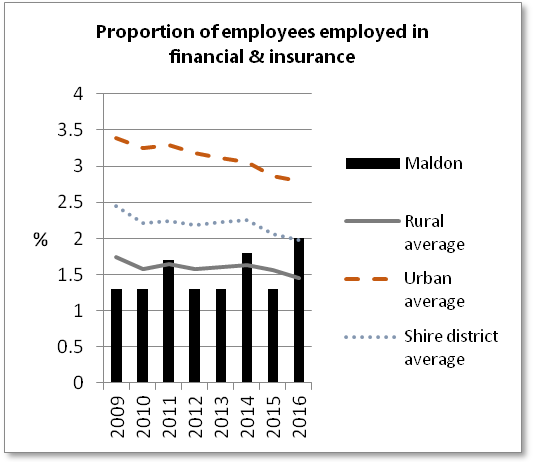 Proportion of employees employed in
financial & insurance
4
3.5
3
2.5
2
1.5
1
0.5
0
%
2009
2010
2011
2012
2013
2014
2015
2016
Maldon
Rural
average
Urban
average
Shire district
average